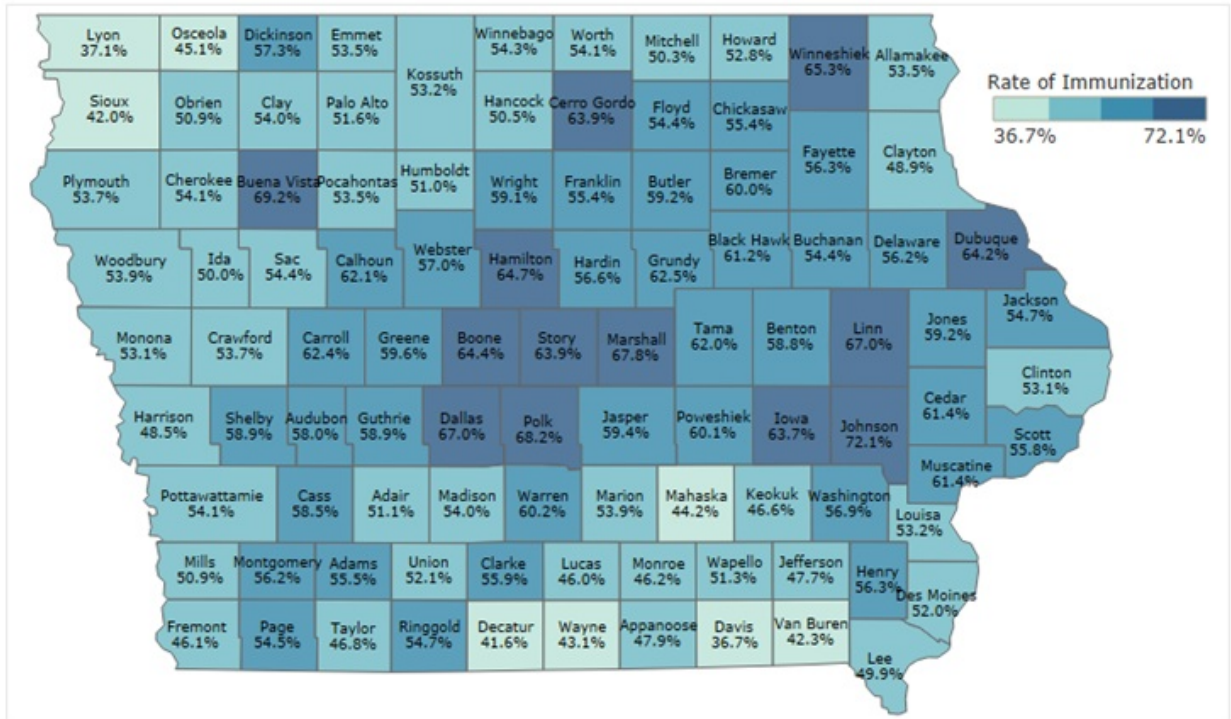 Lyon
37.1%
Osceola
45.1%
Dickinson
57.3%
Emmet
53.5%
Kossuth
53.2%
Winnebago
54.3%
Worth
54.1%
Mitchell
50.3%
Howard
52.8%
Winneshiek
65.3%
Allamakee
53.5%
Rate of Immunization
36.7%
72.1%
Sioux
42.0%
Obrien
50.9%
Clay
54.0%
Palo Alto
51.6%
Hancock
50.5%
Cerro Gordo
63.9%
Floyd
54.4%
Chickasaw
55.4%
Fayette
56.3%
Clayton
48.9%
Plymouth
53.7%
Cherokee
54.1%
Buena Vista
69.2%
Pocahontas
53.5%
Humboldt
51.0%
Wright
59.1%
Franklin
55.4%
Butler
59.2%
Bremer
60.0%
Woodbury
53.9%
Ida
50.0%
Sac
54.4%
Calhoun
62.1%
Webster
57.0%
Hamilton
64.7%
Hardin
56.6%
Grundy
62.5%
Black Hawk
61.2%
Buchanan
54.4%
Delaware
56.2%
Dubuque
64.2%
Monona
53.1%
Crawford
53.7%
Carroll
62.4%
Greene
59.6%
Boone
64.4%
Story
63.9%
Marshall
67.8%
Tama
62.0%
Benton
58.8%
Linn
67.0%
Jones
59.2%
Jackson
54.7%
Clinton
53.1%
Harrison
48.5%
Shelby
58.9%
Audubon
58.0%
Guthrie
58.9%
Dallas
67.0%
Polk
68.2%
Jasper
59.4%
Poweshiek
60.1%
Iowa
63.7%
Johnson
72.1%
Cedar
61.4%
Scott
55.8%
Muscatine
61.4%
Pottawattamie
54.1%
Cass
58.5%
Adair
51.1%
Madison
54.0%
Warren
60.2%
Marion
53.9%
Mahaska
44.2%
Keokuk
46.6%
Washington
56.9%
Louisa
53.2%
Mills
50.9%
Montgomery
56.2%
Adams
55.5%
Union
52.1%
Clarke
55.9%
Lucas
46.0%
Monroe
46.2%
Wapello
51.3%
Jefferson
47.7%
Henry
56.3%
Des Moines
52.0%
Fremont
46.1%
Page
54.5%
Taylor
46.8%
Ringgold
54.7%
Decatur
41.6%
Wayne
43.1%
Appanoose
47.9%
Davis
36.7%
Van Buren
42.3%
Lee
49.9%